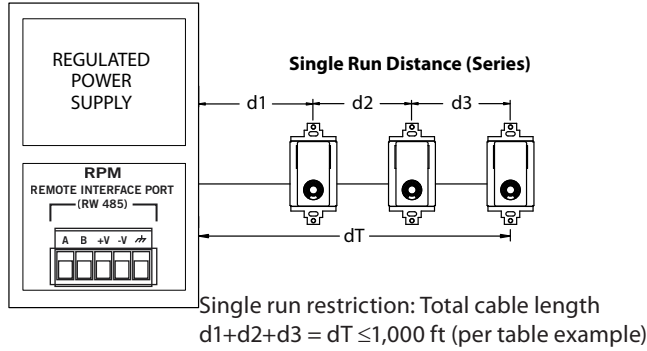 REGULATED
POWER
SUPPLY
Single Run Distance (Series)
d1 d2 d3
RPM
REMOTE INTERFACE PORT
(RW 485)
A B +V -V
dT
Single run restriction: Total cable length
d1+d2+d3 = dT ≤1,000 ft (per table example)